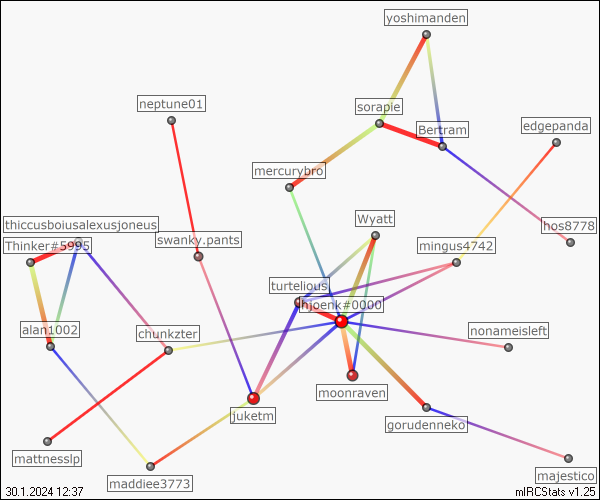 yoshimanden
neptune01
sorapie
Bertram
edgepanda
mercurybro
thiccusboiusalexusjoneus
Wyatt
hos8778
Thinker#5995
swanky.pants
mingus4742
turtelious
hjoenk#0000
alan1002
chunkzter
nonameisleft
moonraven
juketm
gorudenneko
mattnesslp
maddiee3773
majestico
30.1.2024 12:37
mIRCStats v1.25